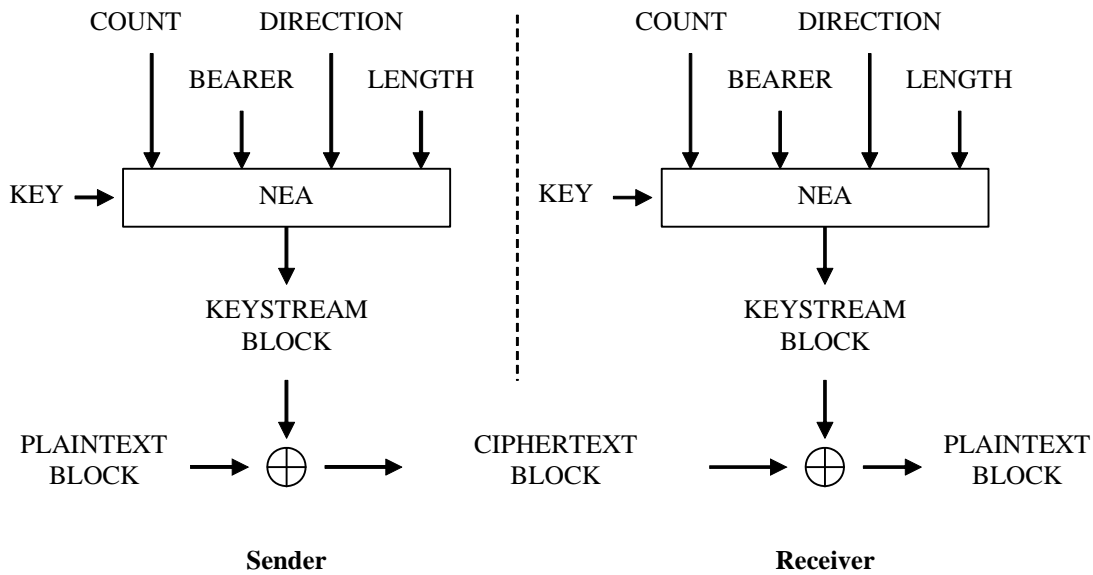 COUNT DIRECTION
BEARER LENGTH
KEY NEA
KEYSTREAM
BLOCK
PLAINTEXT
BLOCK
Sender
COUNT DIRECTION
BEARER LENGTH
KEY NEA
KEYSTREAM
BLOCK
CIPHERTEXT
BLOCK
PLAINTEXT
BLOCK
Receiver